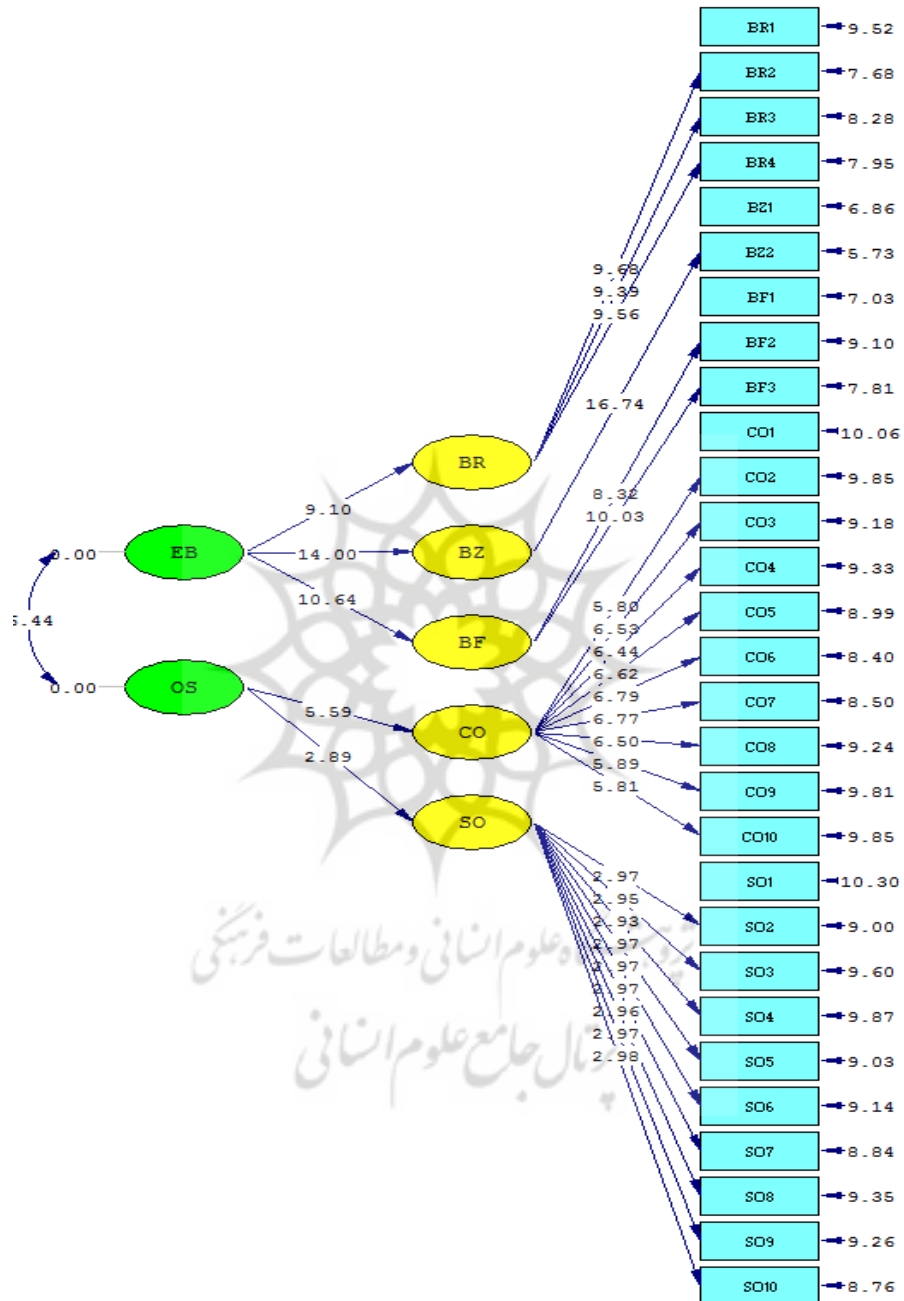 BR1 9.52
BR2 7.68
BR3 8.28
BR4 7.95
BZ1 6.86
BZ2 5.73
BF1 7.03
BF2 9.10
BF3 7.81
CO1 10.06
CO2 9.85
CO3 9.18
CO4 9.33
CO5 8.99
CO6 8.40
CO7 8.50
CO8 9.24
CO9 9.81
CO10 9.85
SO1 10.30
SO2 9.00
SO3 9.60
SO4 9.87
SO5 9.03
SO6 9.14
SO7 8.84
SO8 9.35
SO9 9.26
SO10 8.76
9.68
9.39
9.56
16.74
8.32
10.03
5.80
6.53
6.44
6.62
6.79
6.77
6.50
5.89
5.81
2.97
2.95
2.93
2.97
2.97
2.97
2.96
2.97
2.98
BR
BZ
BF
CO
SO
9.10
14.00
10.64
5.59
2.89
0.00 EB
0.00 OS
پژوهشگاه علوم انسانی و مطالعات فرهنگی
پرتال جامع علوم انسانی